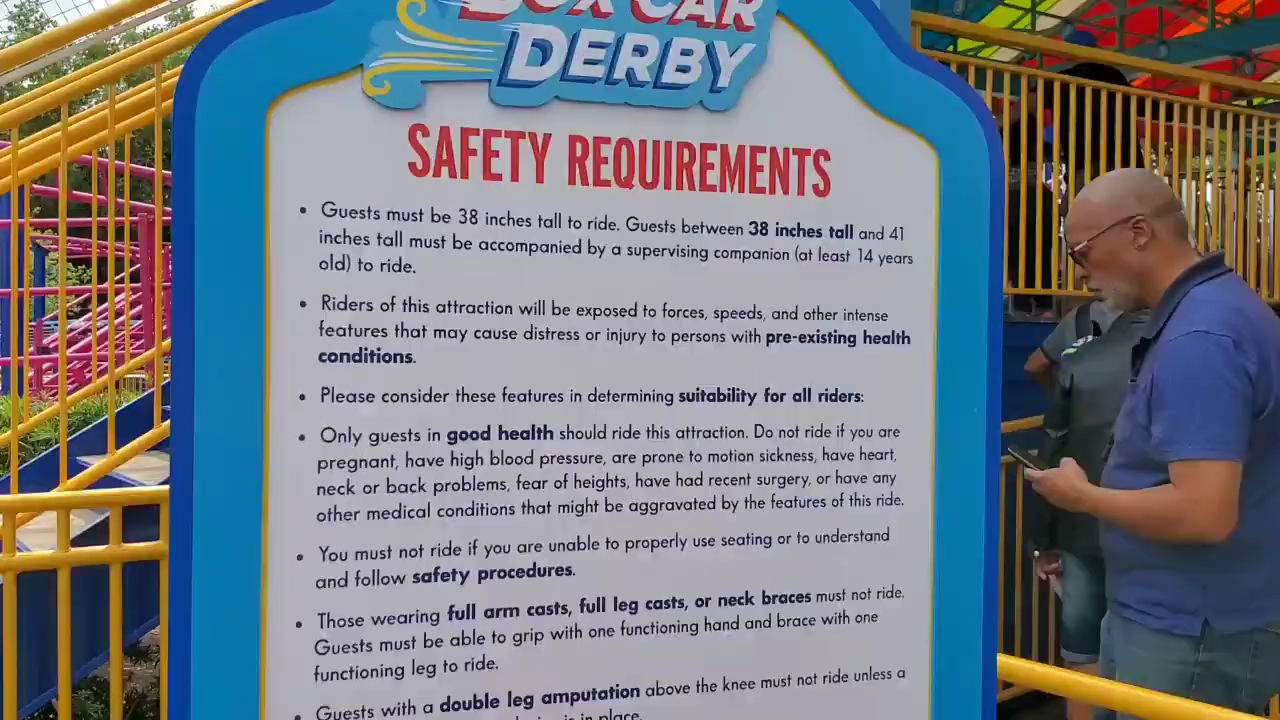 BOX CAR
DERBY
SAFETY REQUIREMENTS
• Guests must be 38 inches tall to ride. Guests between 38 inches tall and 41
inches tall must be accompanied by a supervising companion (at least 14 years
old) to ride.
• Riders of this attraction will be exposed to forces, speeds, and other intense
features that may cause distress or injury to persons with pre-existing health
conditions.
• Please consider these features in determining suitability for all riders:
• Only guests in good health should ride this attraction. Do not ride if you are
pregnant, have high blood pressure, are prone to motion sickness, have heart,
neck or back problems, fear of heights, have had recent surgery, or have any
other medical conditions that might be aggravated by the features of this ride.
• You must not ride if you are unable to properly use seating or to understand
and follow safety procedures.
• Those wearing full arm casts, full leg casts, or neck braces must not ride.
Guests must be able to grip with one functioning hand and brace with one
functioning leg to ride.
• Guests with a double leg amputation above the knee must not ride unless a
is in place.